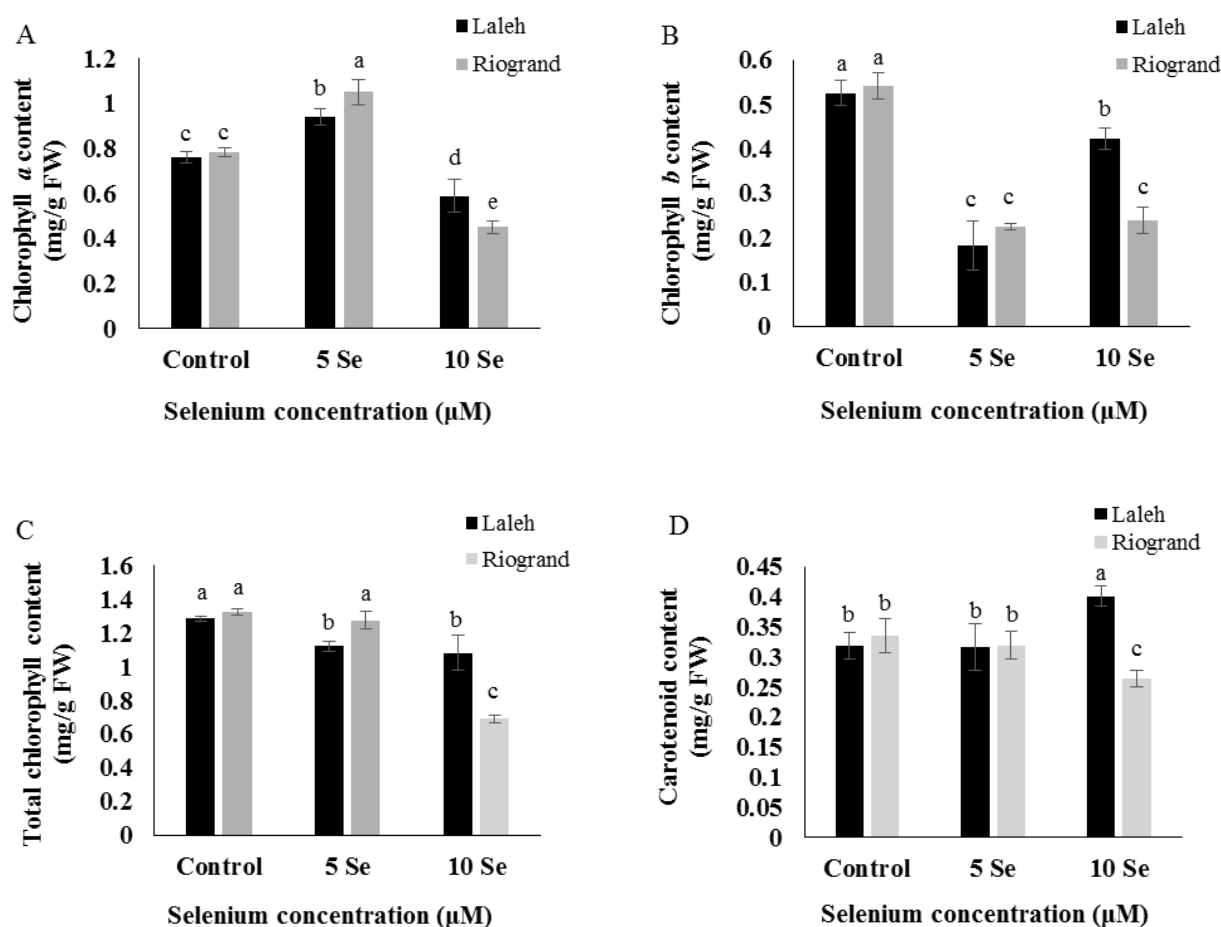 A
Laleh
Riogrand
Chlorophyll a content
(mg/g FW)
1.2
1
0.8
0.6
0.4
0.2
0
c
c
b
a
d
e
Control
5 Se
10 Se
Selenium concentration (µM)
B
Laleh
Riogrand
Chlorophyll b content
(mg/g FW)
0.6
0.5
0.4
0.3
0.2
0.1
0
a
a
c
c
b
c
Control
5 Se
10 Se
Selenium concentration (µM)
C
Laleh
Riogrand
Total chlorophyll content
(mg/g FW)
1.6
1.4
1.2
1
0.8
0.6
0.4
0.2
0
a
a
b
a
b
c
Control
5 Se
10 Se
Selenium concentration (µM)
D
Laleh
Riogrand
Carotenoid content
(mg/g FW)
0.45
0.4
0.35
0.3
0.25
0.2
0.15
0.1
0.05
0
b
b
b
b
a
c
Control
5 Se
10 Se
Selenium concentration (µM)